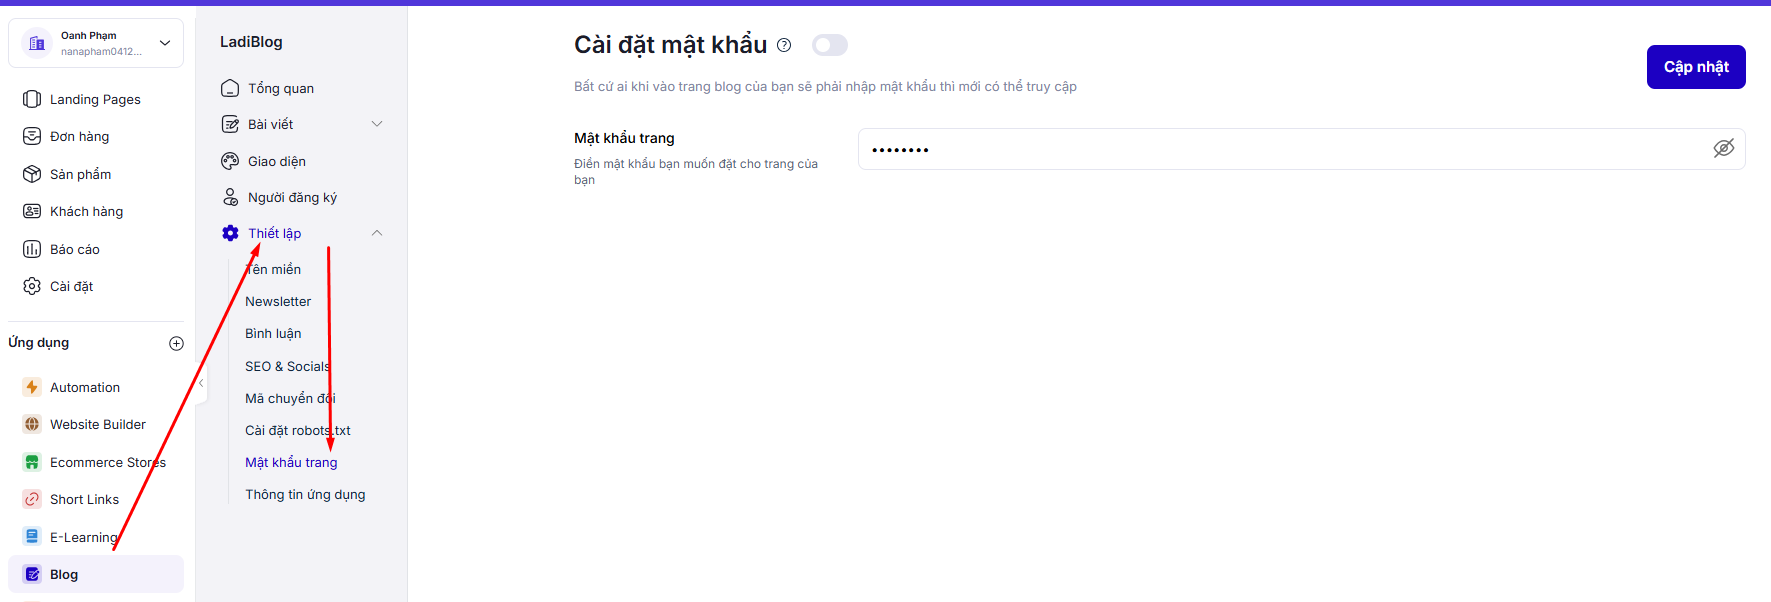 Oanh Phạm
nanapham0412...
Landing Pages
Đơn hàng
Sản phẩm
Khách hàng
Báo cáo
Cài đặt
Ứng dụng
Automation
Website Builder
Ecommerce Stores
Short Links
E-Learning
Blog
LadiBlog
Tổng quan
Bài viết
Giao diện
Người đăng ký
Thiết lập
Tên miền
Newsletter
Bình luận
SEO & Socials
Mã chuyển đổi
Cài đặt robots.txt
Mật khẩu trang
Thông tin ứng dụng
Cài đặt mật khẩu
Cập nhật
Bất cứ ai khi vào trang blog của bạn sẽ phải nhập mật khẩu thì mới có thể truy cập
Mật khẩu trang
••••••••
Điền mật khẩu bạn muốn đặt cho trang của
bạn